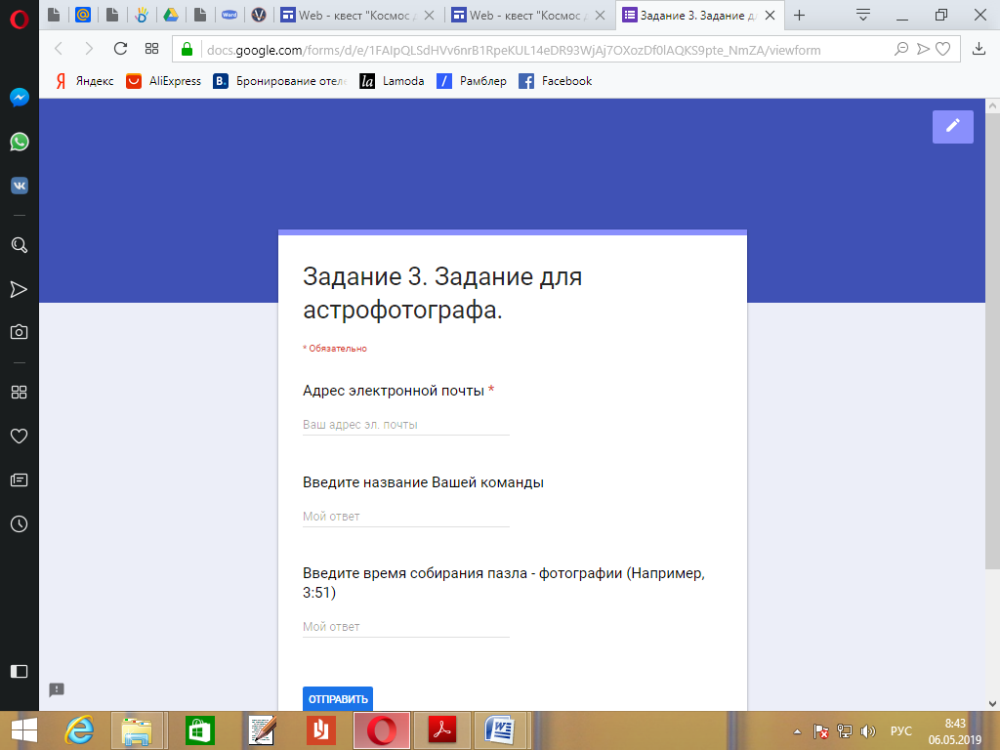 Web - квест "Космос д
Web - квест "Космос д
Задание 3. Задание д
docs.google.com/forms/d/e/1FAIpQLSdHVv6nrB1RpeKUL14eDR93WjAj7OXozDf0lAQKS9pte_NmZA/viewform
Яндекс
AliExpress
B.
Бронирование отеле
la
Lamoda
Рамблер
Facebook
Задание 3. Задание для
астрофотографа.
* Обязательно
Адрес электронной почты *
Ваш адрес эл. почты
Введите название Вашей команды
Мой ответ
Введите время собирания пазла - фотографии (Например,
3:51)
Мой ответ
ОТПРАВИТЬ
РУС
8:43
06.05.2019